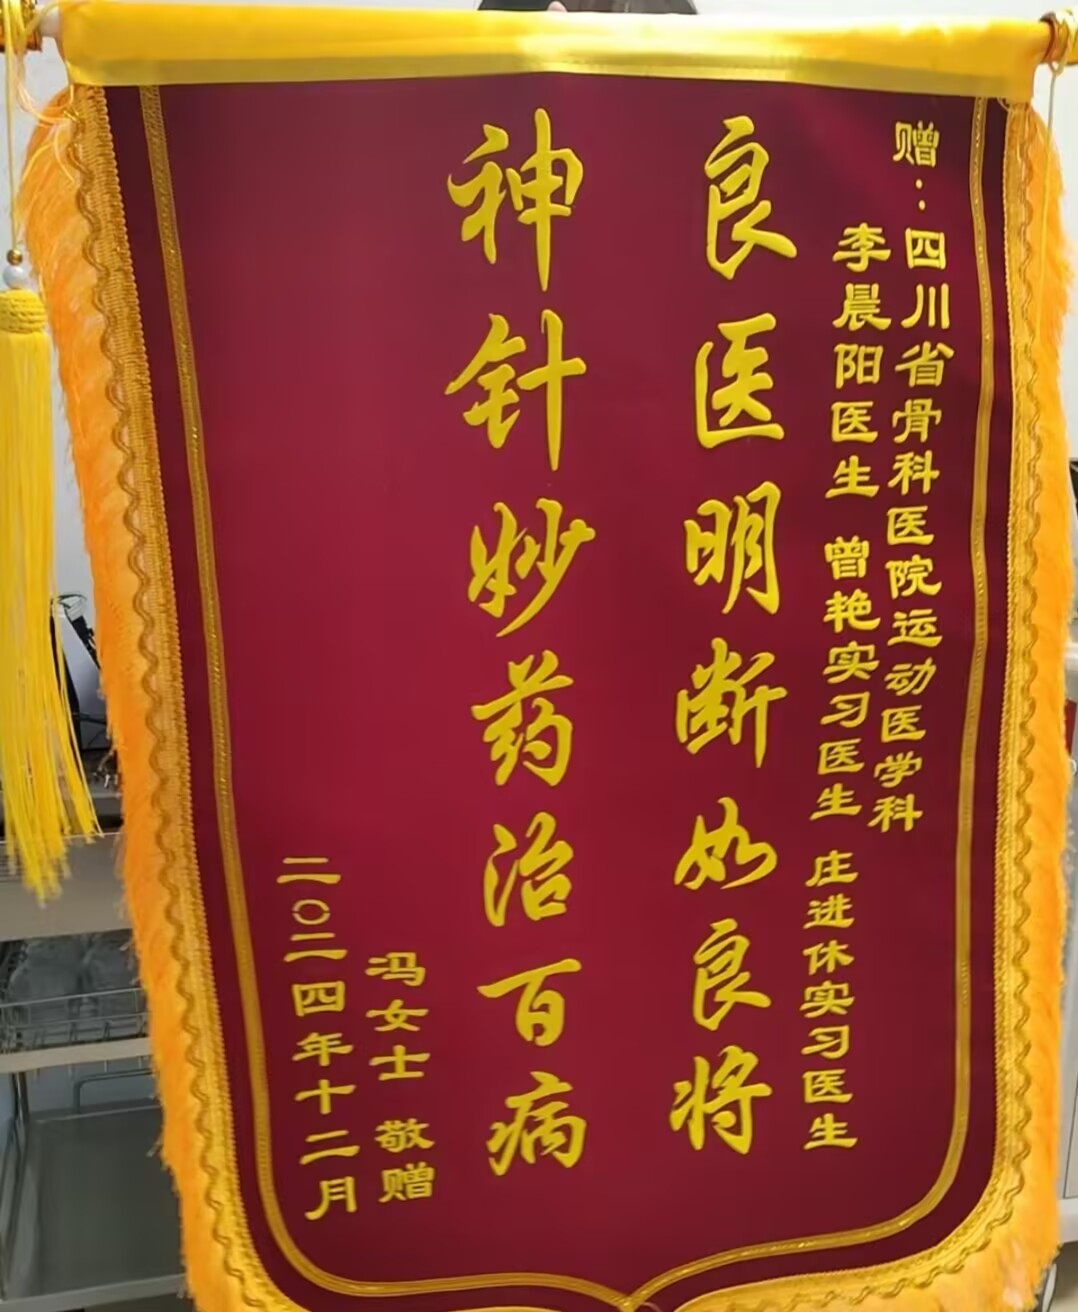 赠：四川省骨科医院运动医学科
李晨阳医生 曾艳实习医生 庄进休实习医生
良医明断如良将
神针妙药治百病
冯女士 敬赠
二〇二四年十二月